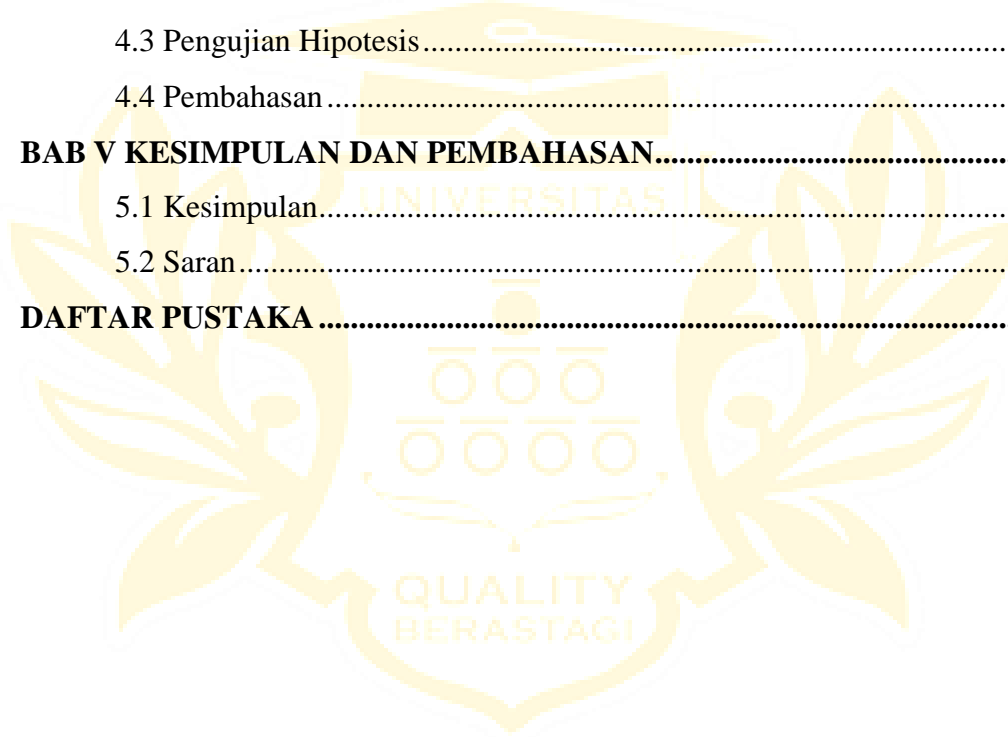 4.3 Pengujian Hipotesis................................................................................
4.4 Pembahasan................................................................................
BAB V KESIMPULAN DAN PEMBAHASAN................................................................................
UNIVERSITAS
5.1 Kesimpulan................................................................................
5.2 Saran................................................................................
DAFTAR PUSTAKA................................................................................
QUALITY
BERASTAGI